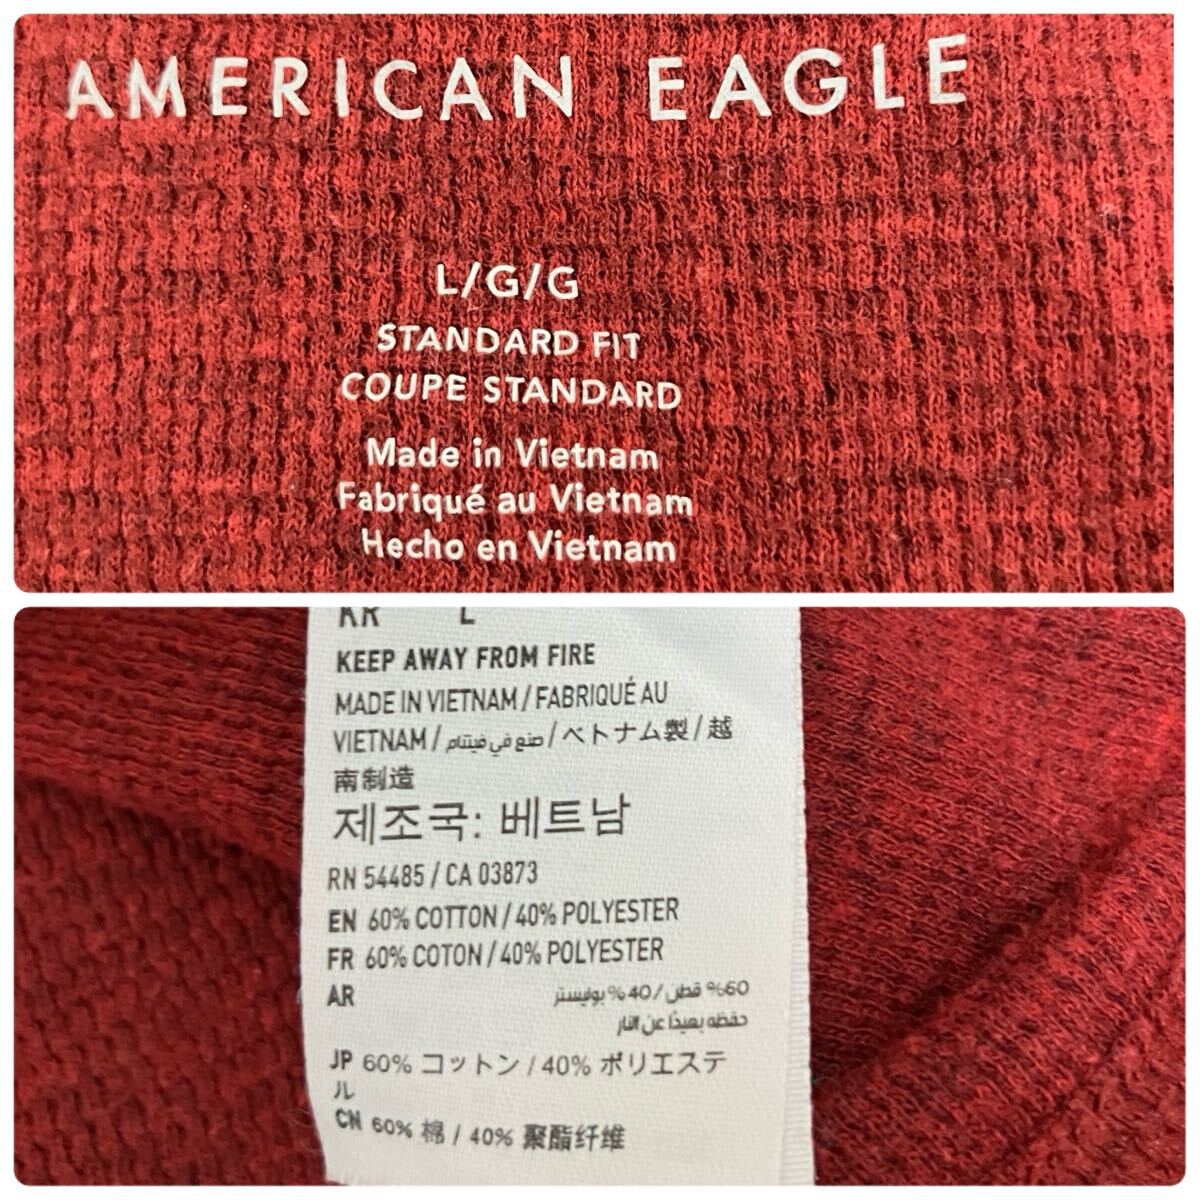 AMERICAN EAGLE
L/G/G
STANDARD FIT
COUPE STANDARD
Made in Vietnam
Fabriqué au Vietnam
Hecho en Vietnam
KR L
KEEP AWAY FROM FIRE
MADE IN VIETNAM / FABRIQUÉ AU
VIETNAM / صنع في فيتنام / ベトナム製 / 越
南制造
제조국: 베트남
RN 54485 / CA 03873
EN 60% COTTON / 40% POLYESTER
FR 60% COTON / 40% POLYESTER
AR 60% قطن / 40% بوليستر
حفظه بعيدًا عن النار
JP 60% コットン / 40% ポリエステ
ル
CN 60% 棉 / 40% 聚酯纤维